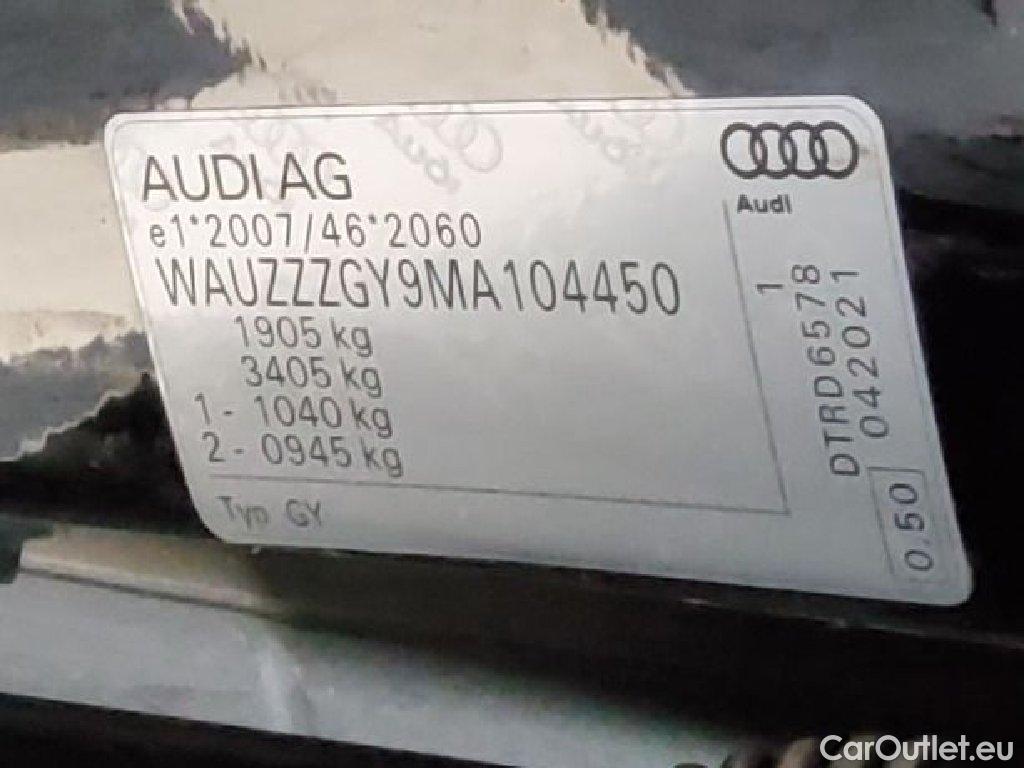 AUDI AG
e1*2007/46*2060
WAUZZZGY9MA104450
1905 kg
3405 kg
1 - 1040 kg
2 - 0945 kg
Typ GY
Audi
1
DTRD6578
042021
0.50
CarOutlet.eu